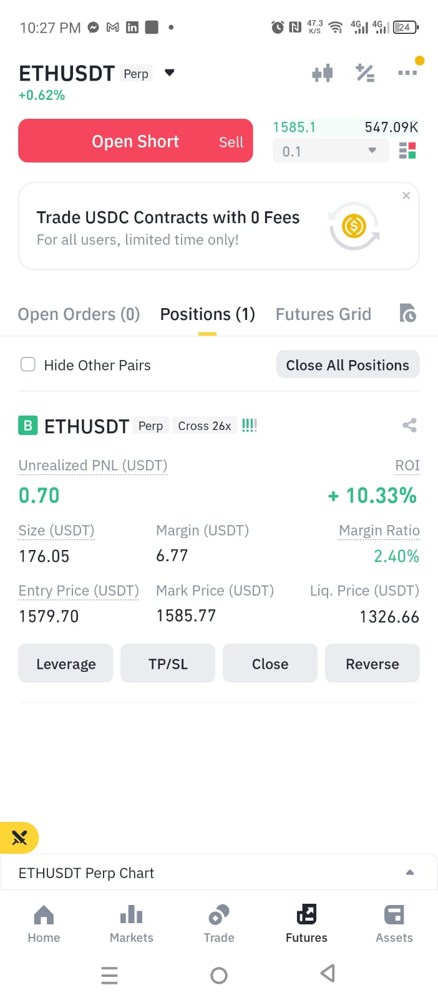 10:27 PM 47.3 K/S 4G 4G 24
ETHUSDT Perp
+0.62%
Open Short Sell
1585.1 547.09K
0.1
Trade USDC Contracts with 0 Fees
For all users, limited time only!
Open Orders (0) Positions (1) Futures Grid
Hide Other Pairs Close All Positions
B ETHUSDT Perp Cross 26x
Unrealized PNL (USDT) ROI
0.70 + 10.33%
Size (USDT) Margin (USDT) Margin Ratio
176.05 6.77 2.40%
Entry Price (USDT) Mark Price (USDT) Liq. Price (USDT)
1579.70 1585.77 1326.66
Leverage TP/SL Close Reverse
ETHUSDT Perp Chart
Home Markets Trade Futures Assets